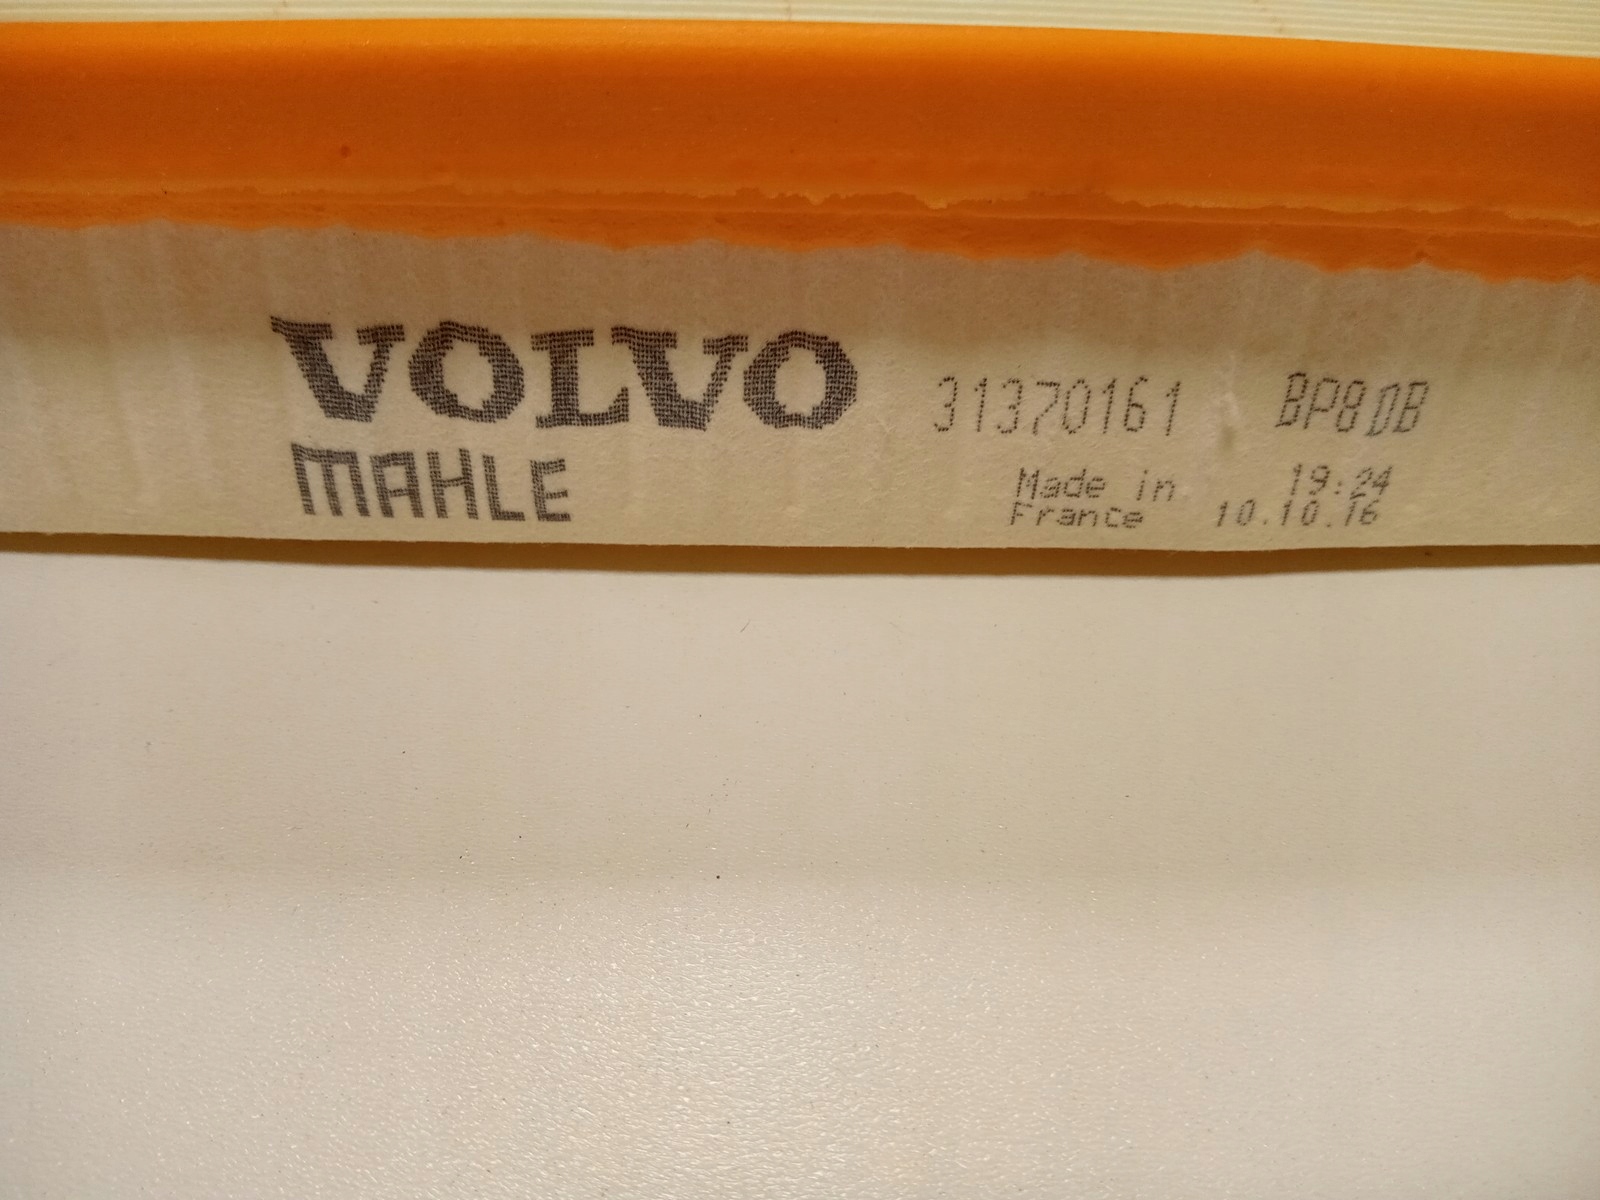 VOLVO 31370161 BP8DB
MAHLE Made in 19:24
France 10.10.16